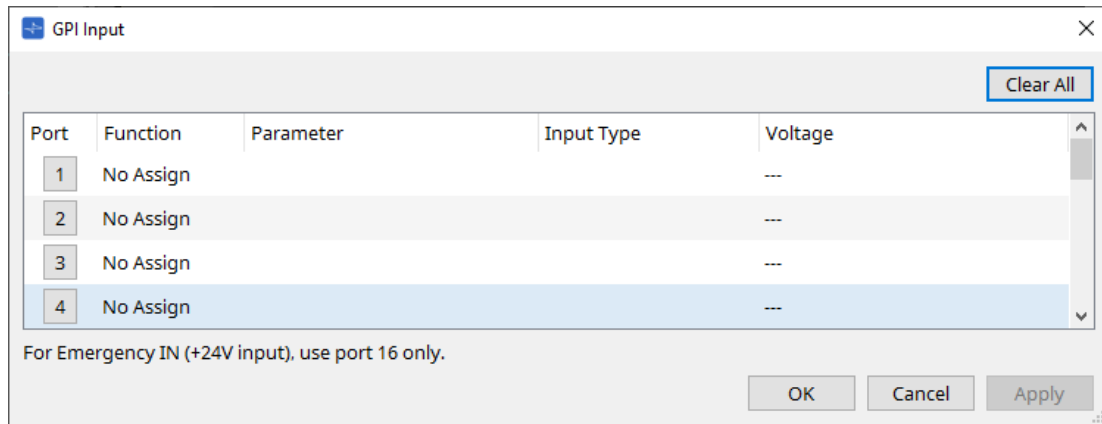 GPI Input
Clear All
Port Function Parameter Input Type Voltage
1 No Assign ---
2 No Assign ---
3 No Assign ---
4 No Assign ---
For Emergency IN (+24V input), use port 16 only.
OK Cancel Apply